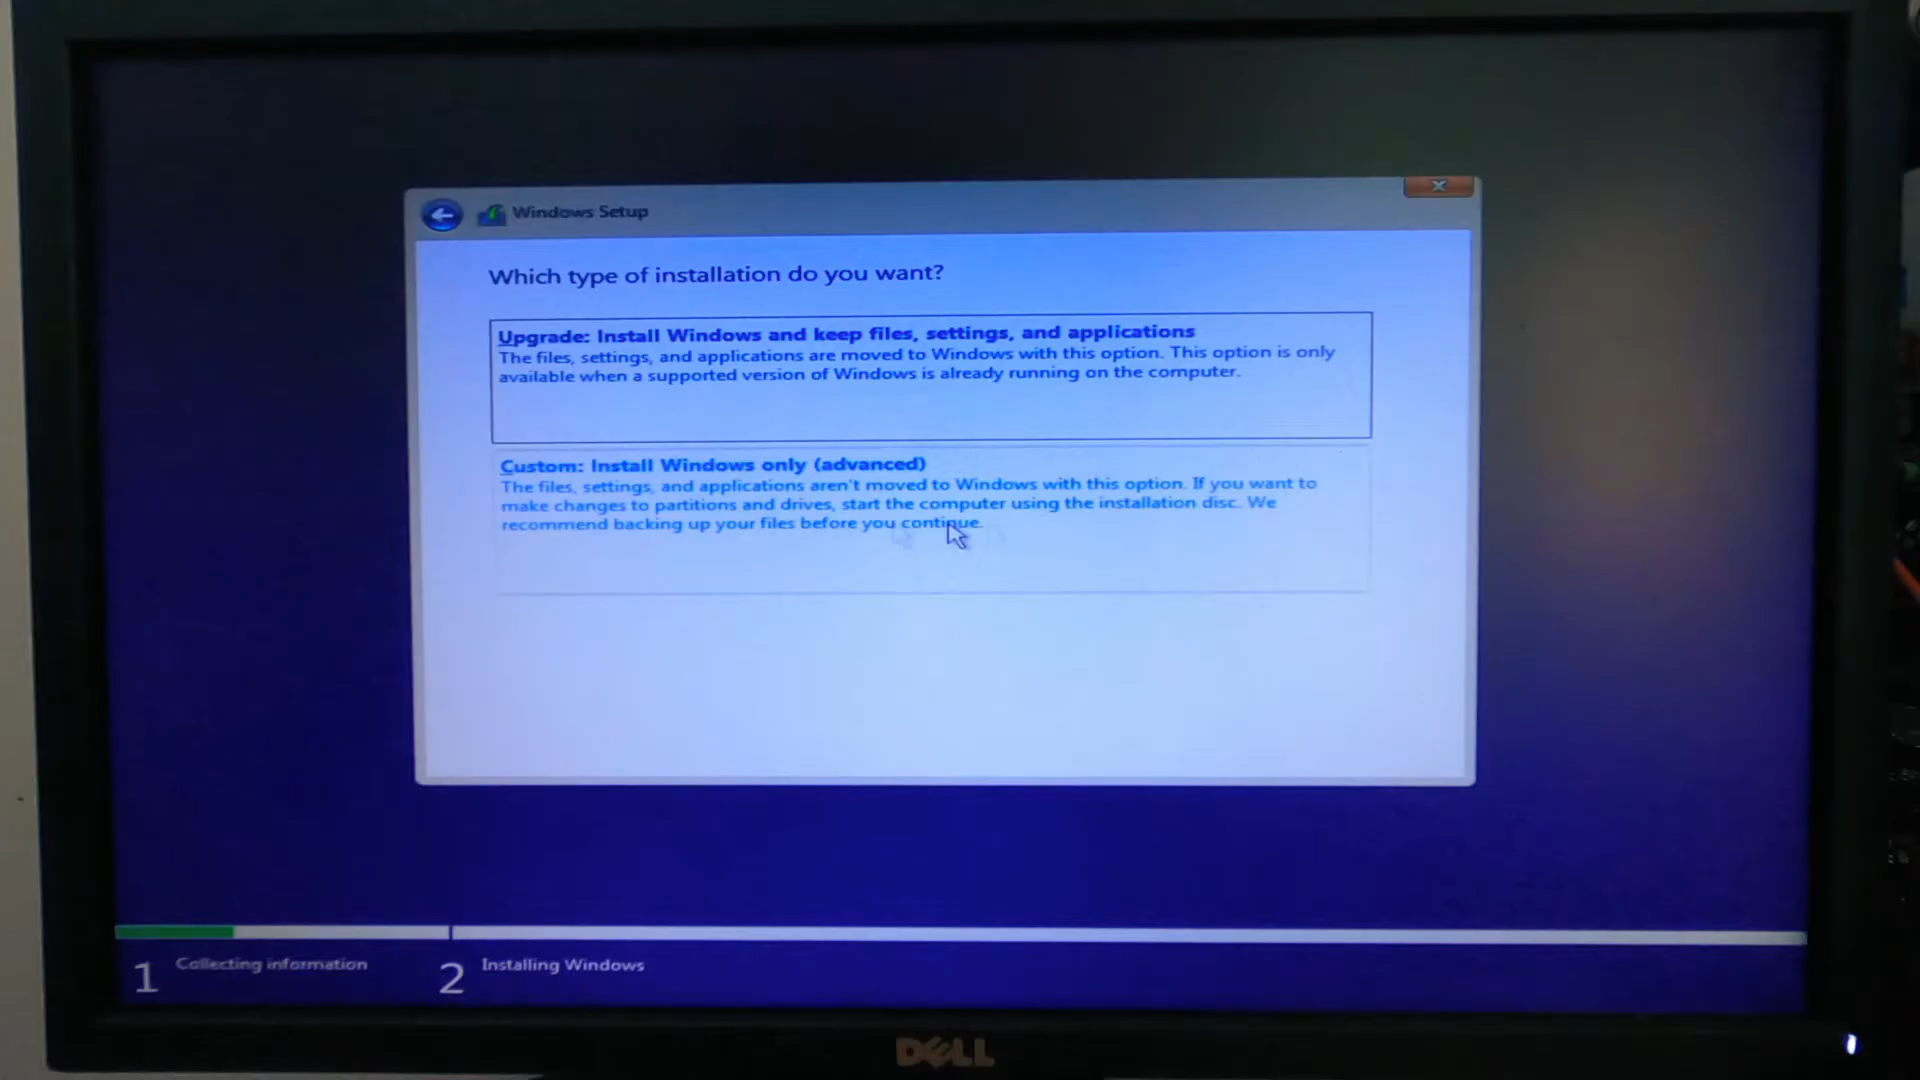 Windows Setup
Which type of installation do you want?
Upgrade: Install Windows and keep files, settings, and applications
The files, settings, and applications are moved to Windows with this option. This option is only
available when a supported version of Windows is already running on the computer.
Custom: Install Windows only (advanced)
The files, settings, and applications aren't moved to Windows with this option. If you want to
make changes to partitions and drives, start the computer using the installation disc. We
recommend backing up your files before you continue.
1 Collecting information
2 Installing Windows
DELL